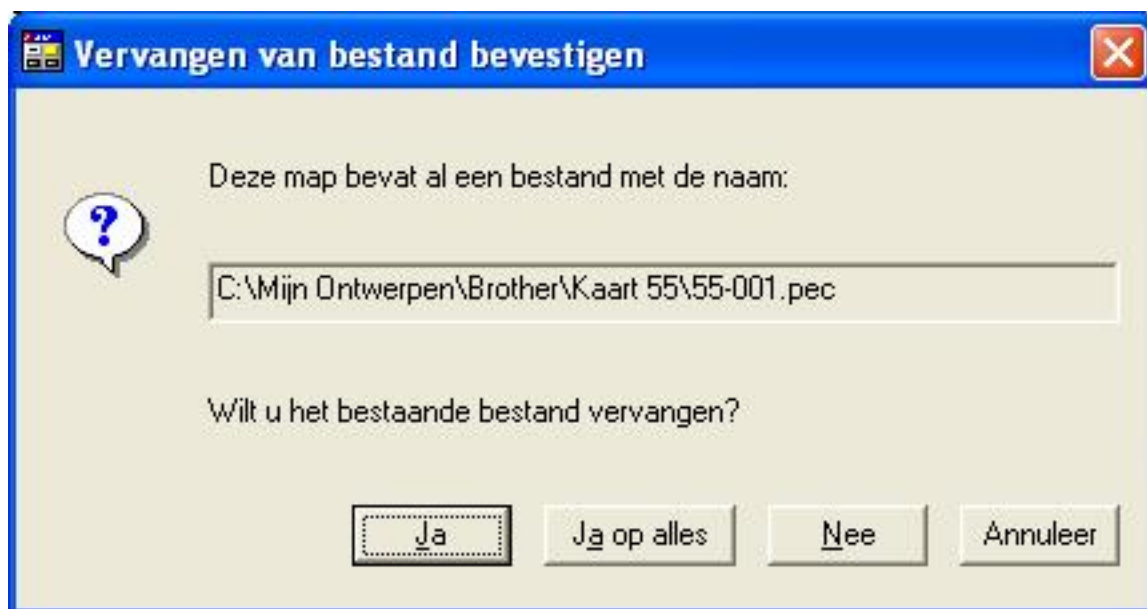 Vervangen van bestand bevestigen
Deze map bevat al een bestand met de naam:
C:\Mijn Ontwerpen\Brother\Kaart 55\55-001.pec
Wilt u het bestaande bestand vervangen?
Ja Ja op alles Nee Annuleer